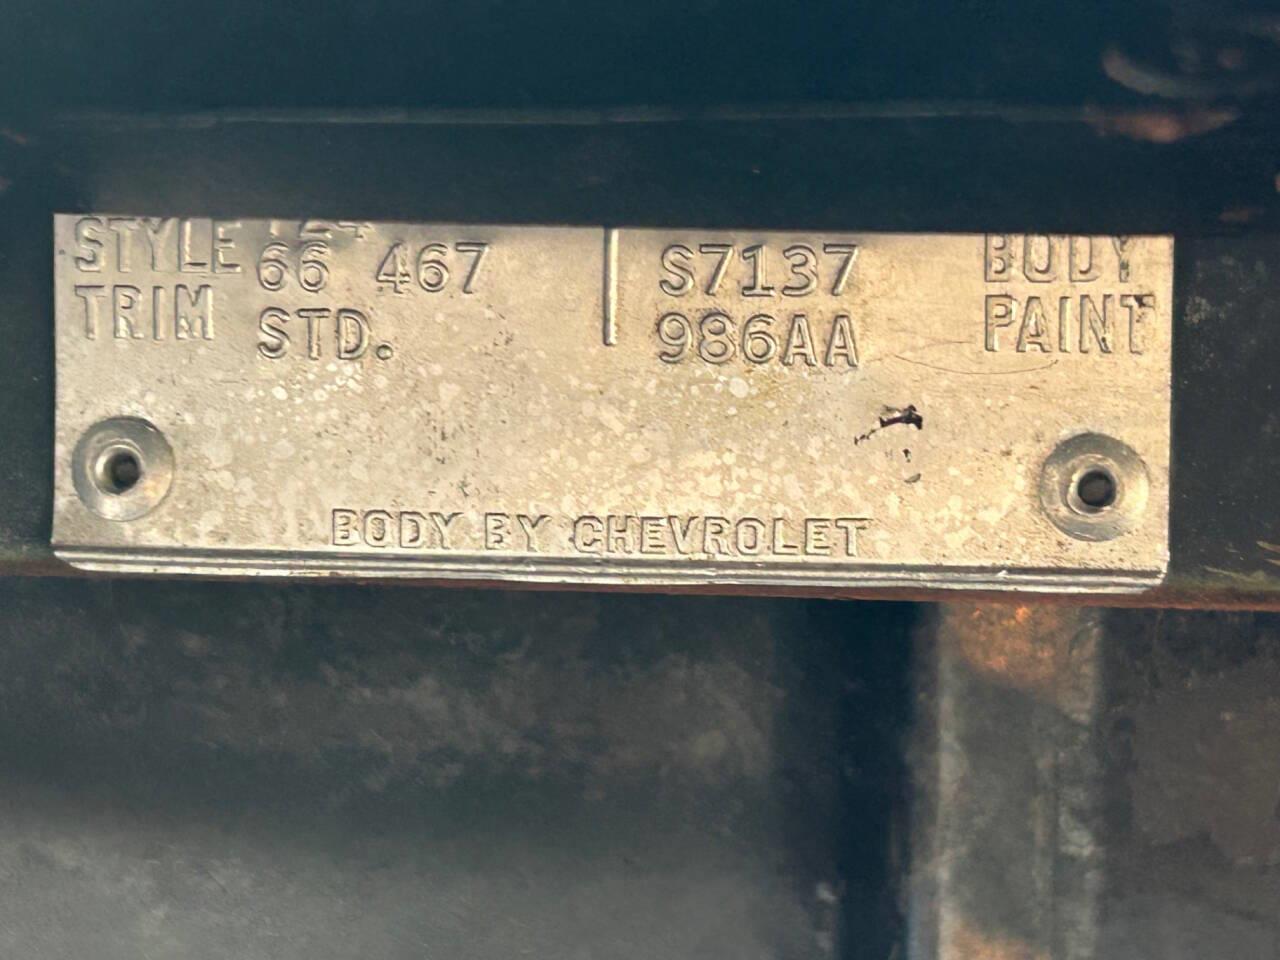 STYLE 66 467 S7137 BODY
TRIM STD. 986AA PAINT
BODY BY CHEVROLET